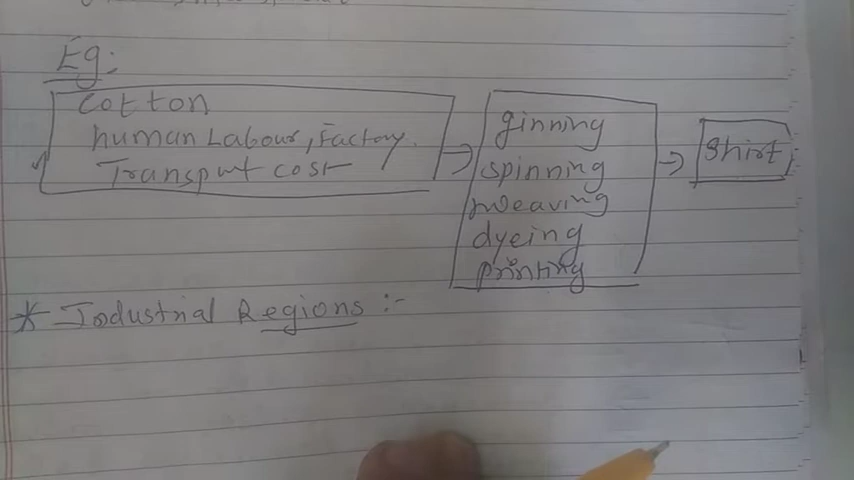 Eg:
Cotton
human Labour, Factory.
Transport cost
ginning
spinning
weaving
dyeing
printing
Shirt
* Industrial Regions :-